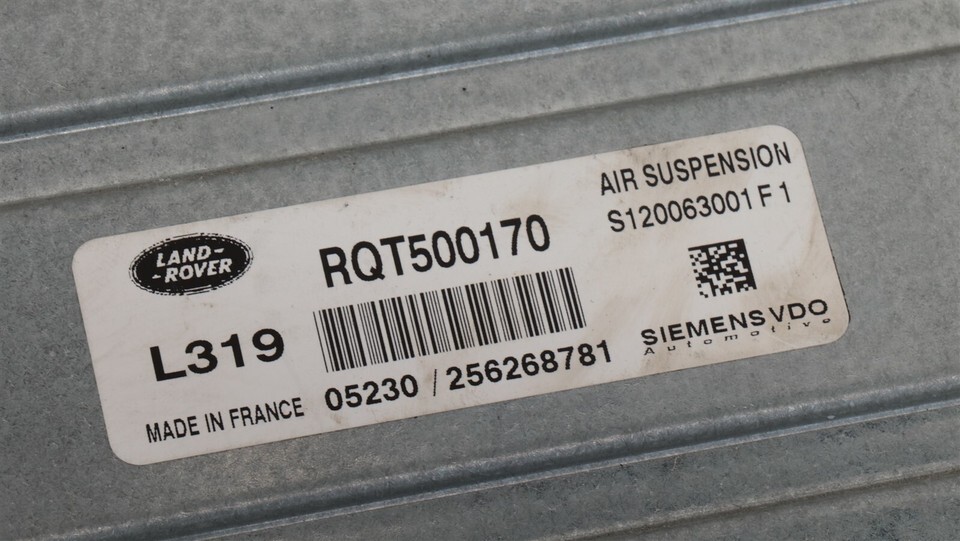 AIR SUSPENSION
S120063001 F 1
LAND-
-ROVER
RQT500170
L319
SIEMENS VDO
Automotive
MADE IN FRANCE
05230 / 256268781